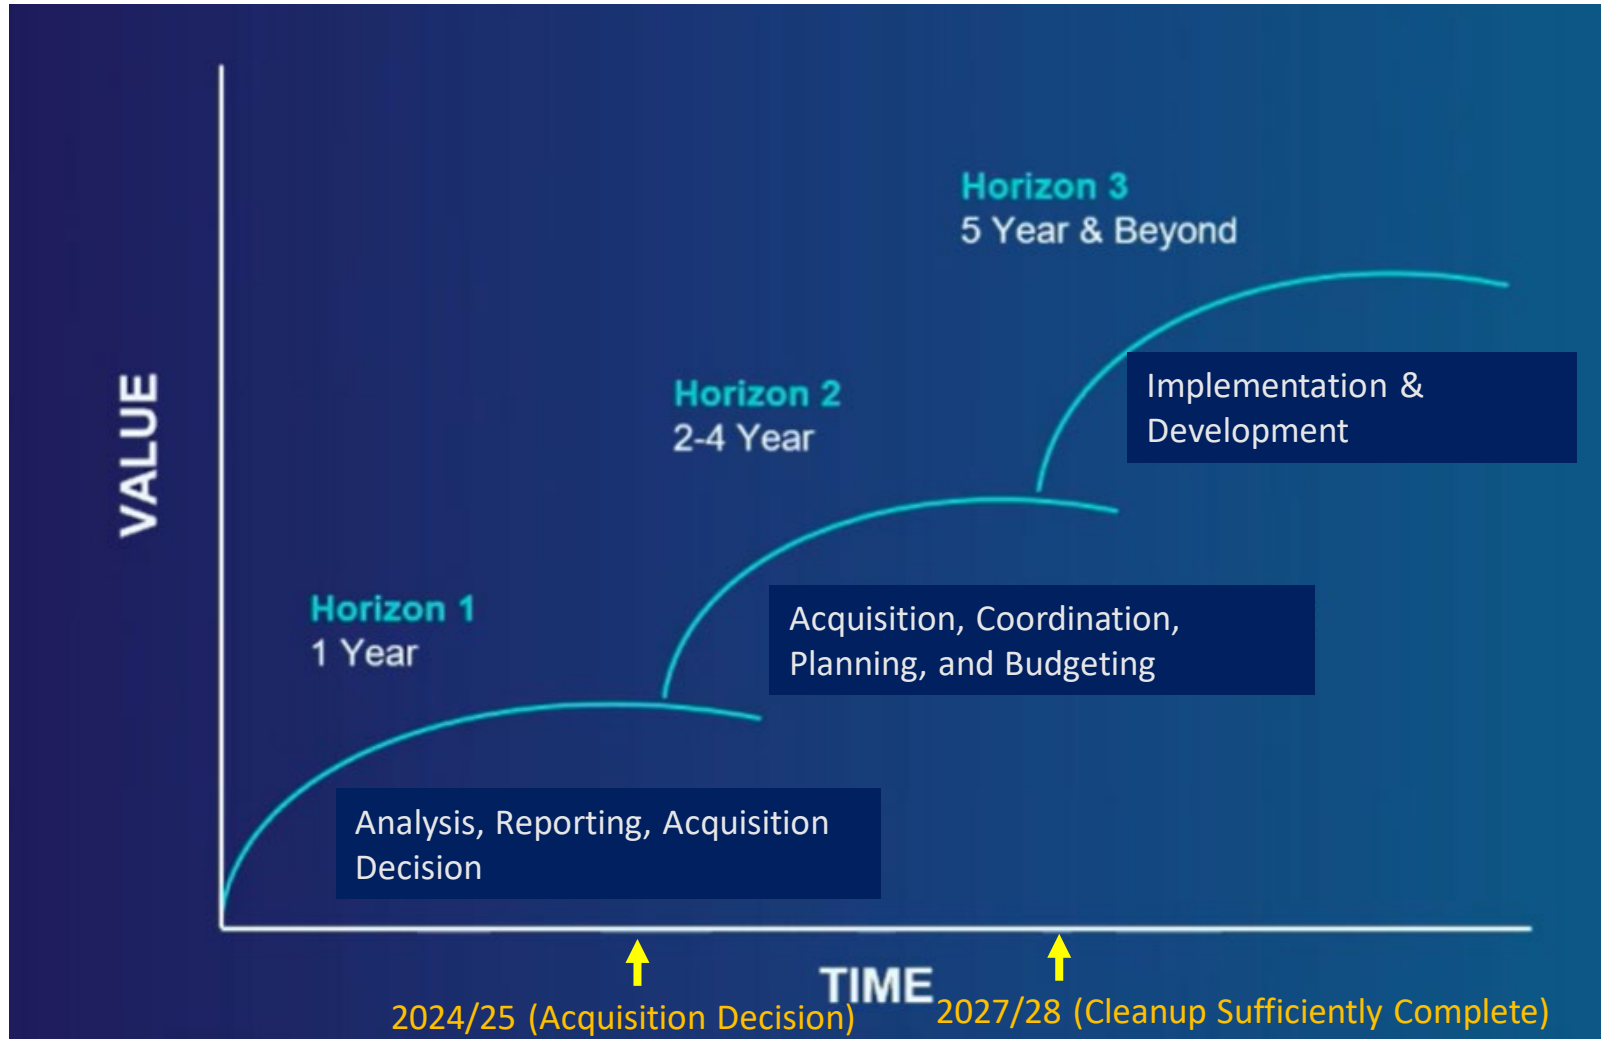 Horizon 3
5 Year & Beyond
Implementation &
Development
Horizon 2
2-4 Year
Acquisition, Coordination,
Planning, and Budgeting
Horizon 1
1 Year
Analysis, Reporting, Acquisition
Decision
VALUE
TIME
2024/25 (Acquisition Decision)
2027/28 (Cleanup Sufficiently Complete)